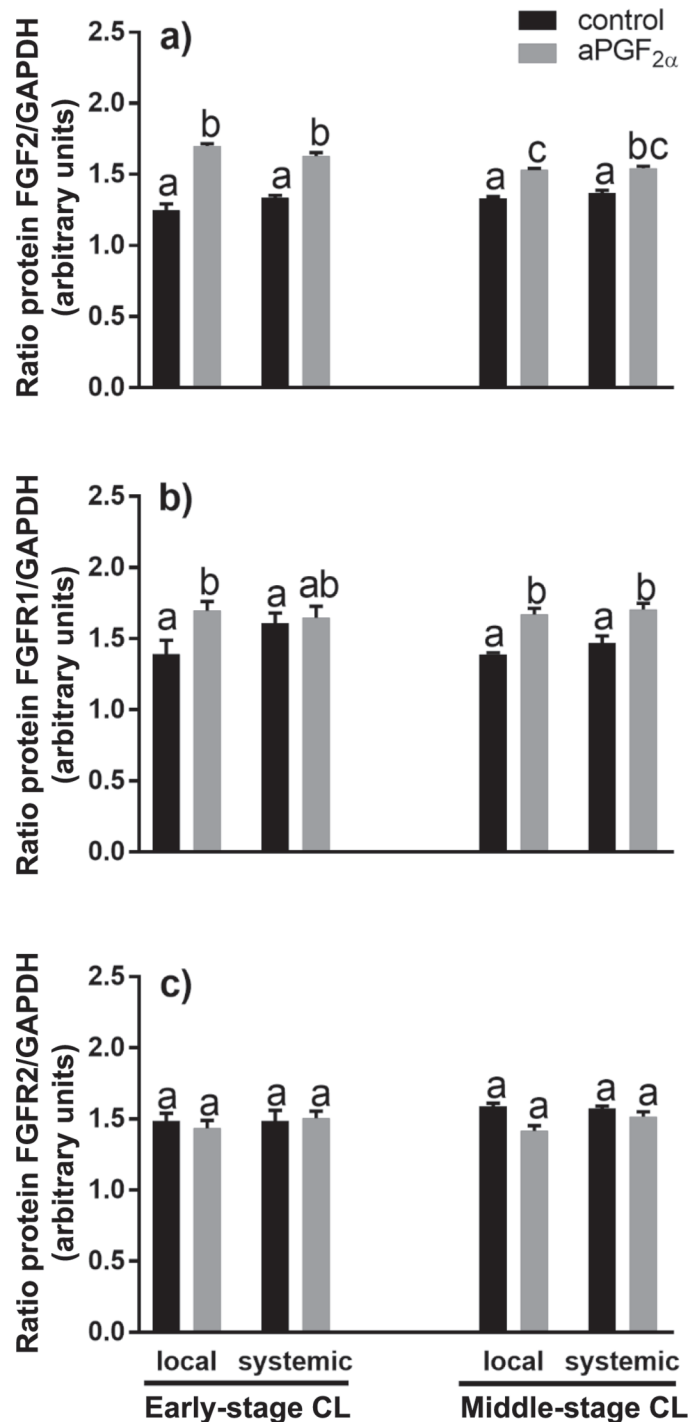 control
aPGF2α
a)
Ratio protein FGF2/GAPDH
(arbitrary units)
2.5
2.0
1.5
1.0
0.5
0.0
a b a b a c a bc
b)
Ratio protein FGFR1/GAPDH
(arbitrary units)
2.5
2.0
1.5
1.0
0.5
0.0
a b a ab a b a b
c)
Ratio protein FGFR2/GAPDH
(arbitrary units)
2.5
2.0
1.5
1.0
0.5
0.0
a a a a a a a a
local systemic local systemic
Early-stage CL Middle-stage CL